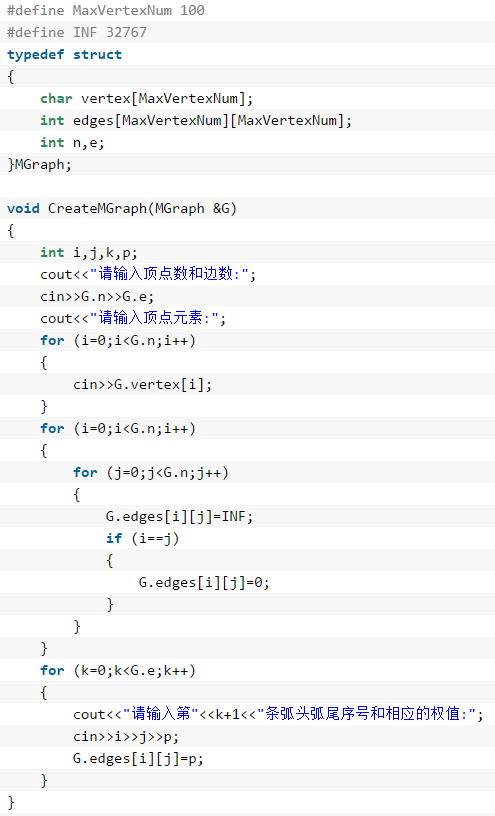 #define MaxVertexNum 100
#define INF 32767
typedef struct
{
    char vertex[MaxVertexNum];
    int edges[MaxVertexNum][MaxVertexNum];
    int n,e;
}MGraph;

void CreateMGraph(MGraph &G)
{
    int i,j,k,p;
    cout<<"请输入顶点数和边数:";
    cin>>G.n>>G.e;
    cout<<"请输入顶点元素:";
    for (i=0;i<G.n;i++)
    {
        cin>>G.vertex[i];
    }
    for (i=0;i<G.n;i++)
    {
        for (j=0;j<G.n;j++)
        {
            G.edges[i][j]=INF;
            if (i==j)
            {
                G.edges[i][j]=0;
            }
        }
    }
    for (k=0;k<G.e;k++)
    {
        cout<<"请输入第"<<k+1<<"条弧头弧尾序号和相应的权值:";
        cin>>i>>j>>p;
        G.edges[i][j]=p;
    }
}